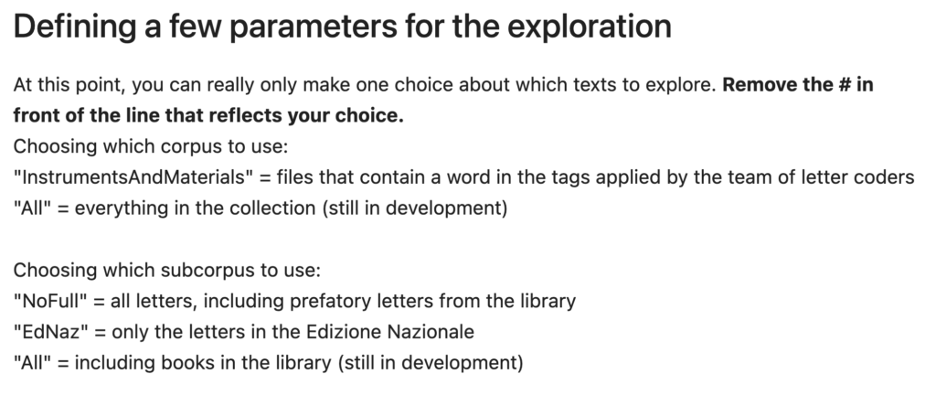 Defining a few parameters for the exploration
At this point, you can really only make one choice about which texts to explore. Remove the # in
front of the line that reflects your choice.
Choosing which corpus to use:
"InstrumentsAndMaterials" = files that contain a word in the tags applied by the team of letter coders
"All" = everything in the collection (still in development)
Choosing which subcorpus to use:
"NoFull" = all letters, including prefatory letters from the library
"EdNaz" = only the letters in the Edizione Nazionale
"All" = including books in the library (still in development)